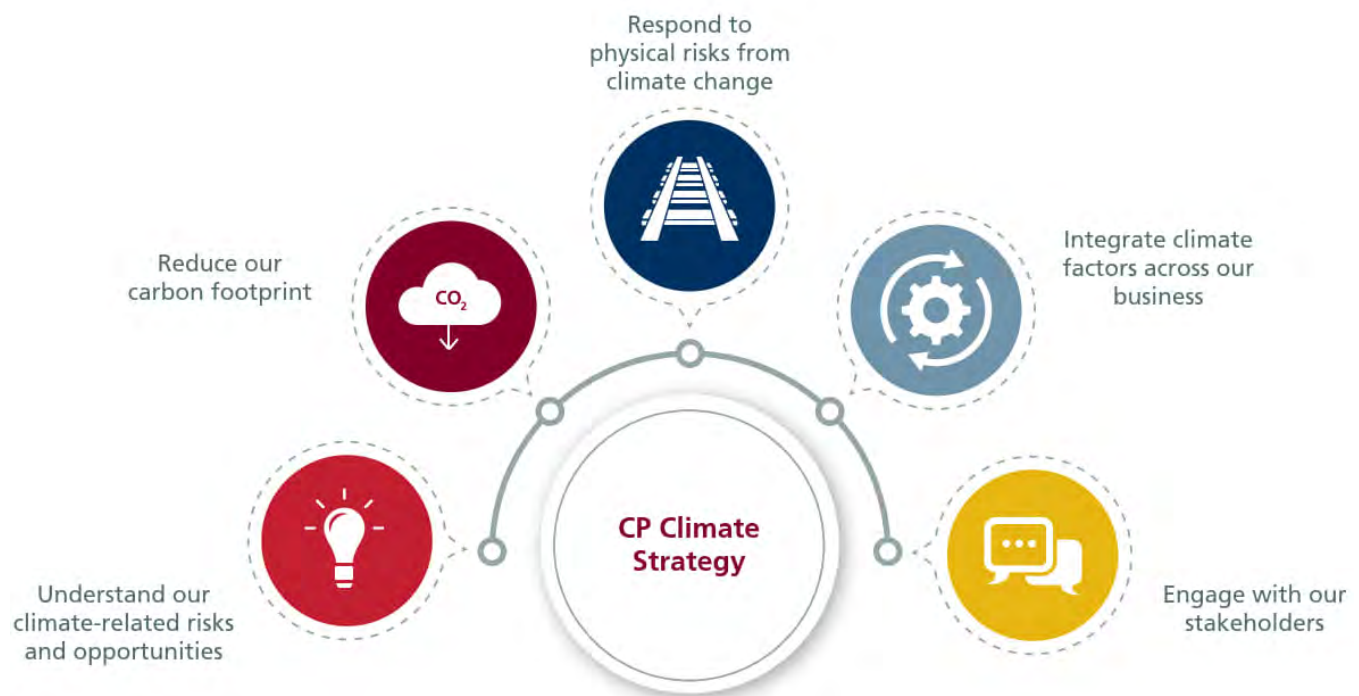 Respond to
physical risks from
climate change
Reduce our
carbon footprint
CO₂
Integrate climate
factors across our
business
CP Climate
Strategy
Understand our
climate-related risks
and opportunities
Engage with our
stakeholders